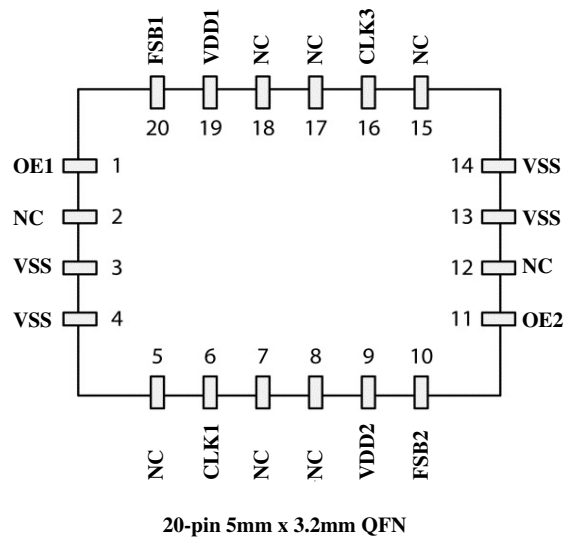 FSB1 VDD1 NC NC CLK3 NC
20 19 18 17 16 15
OE1 1 14 VSS
NC 2 13 VSS
VSS 3 12 NC
VSS 4 11 OE2
5 6 7 8 9 10
NC CLK1 NC NC VDD2 FSB2
20-pin 5mm x 3.2mm QFN